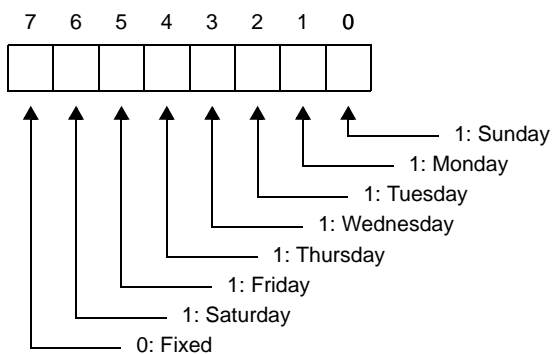 7 6 5 4 3 2 1 0
1: Sunday
1: Monday
1: Tuesday
1: Wednesday
1: Thursday
1: Friday
1: Saturday
0: Fixed